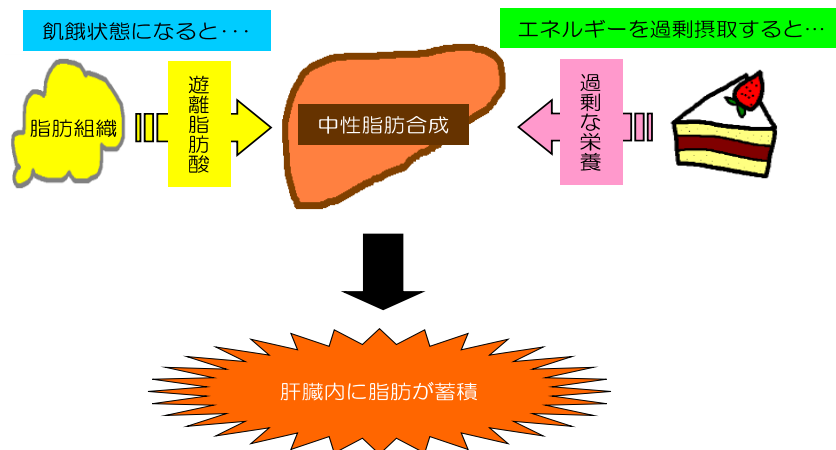 飢餓状態になると･･･
エネルギーを過剰摂取すると…
脂肪組織
遊離脂肪酸
中性脂肪合成
過剰な栄養
肝臓内に脂肪が蓄積